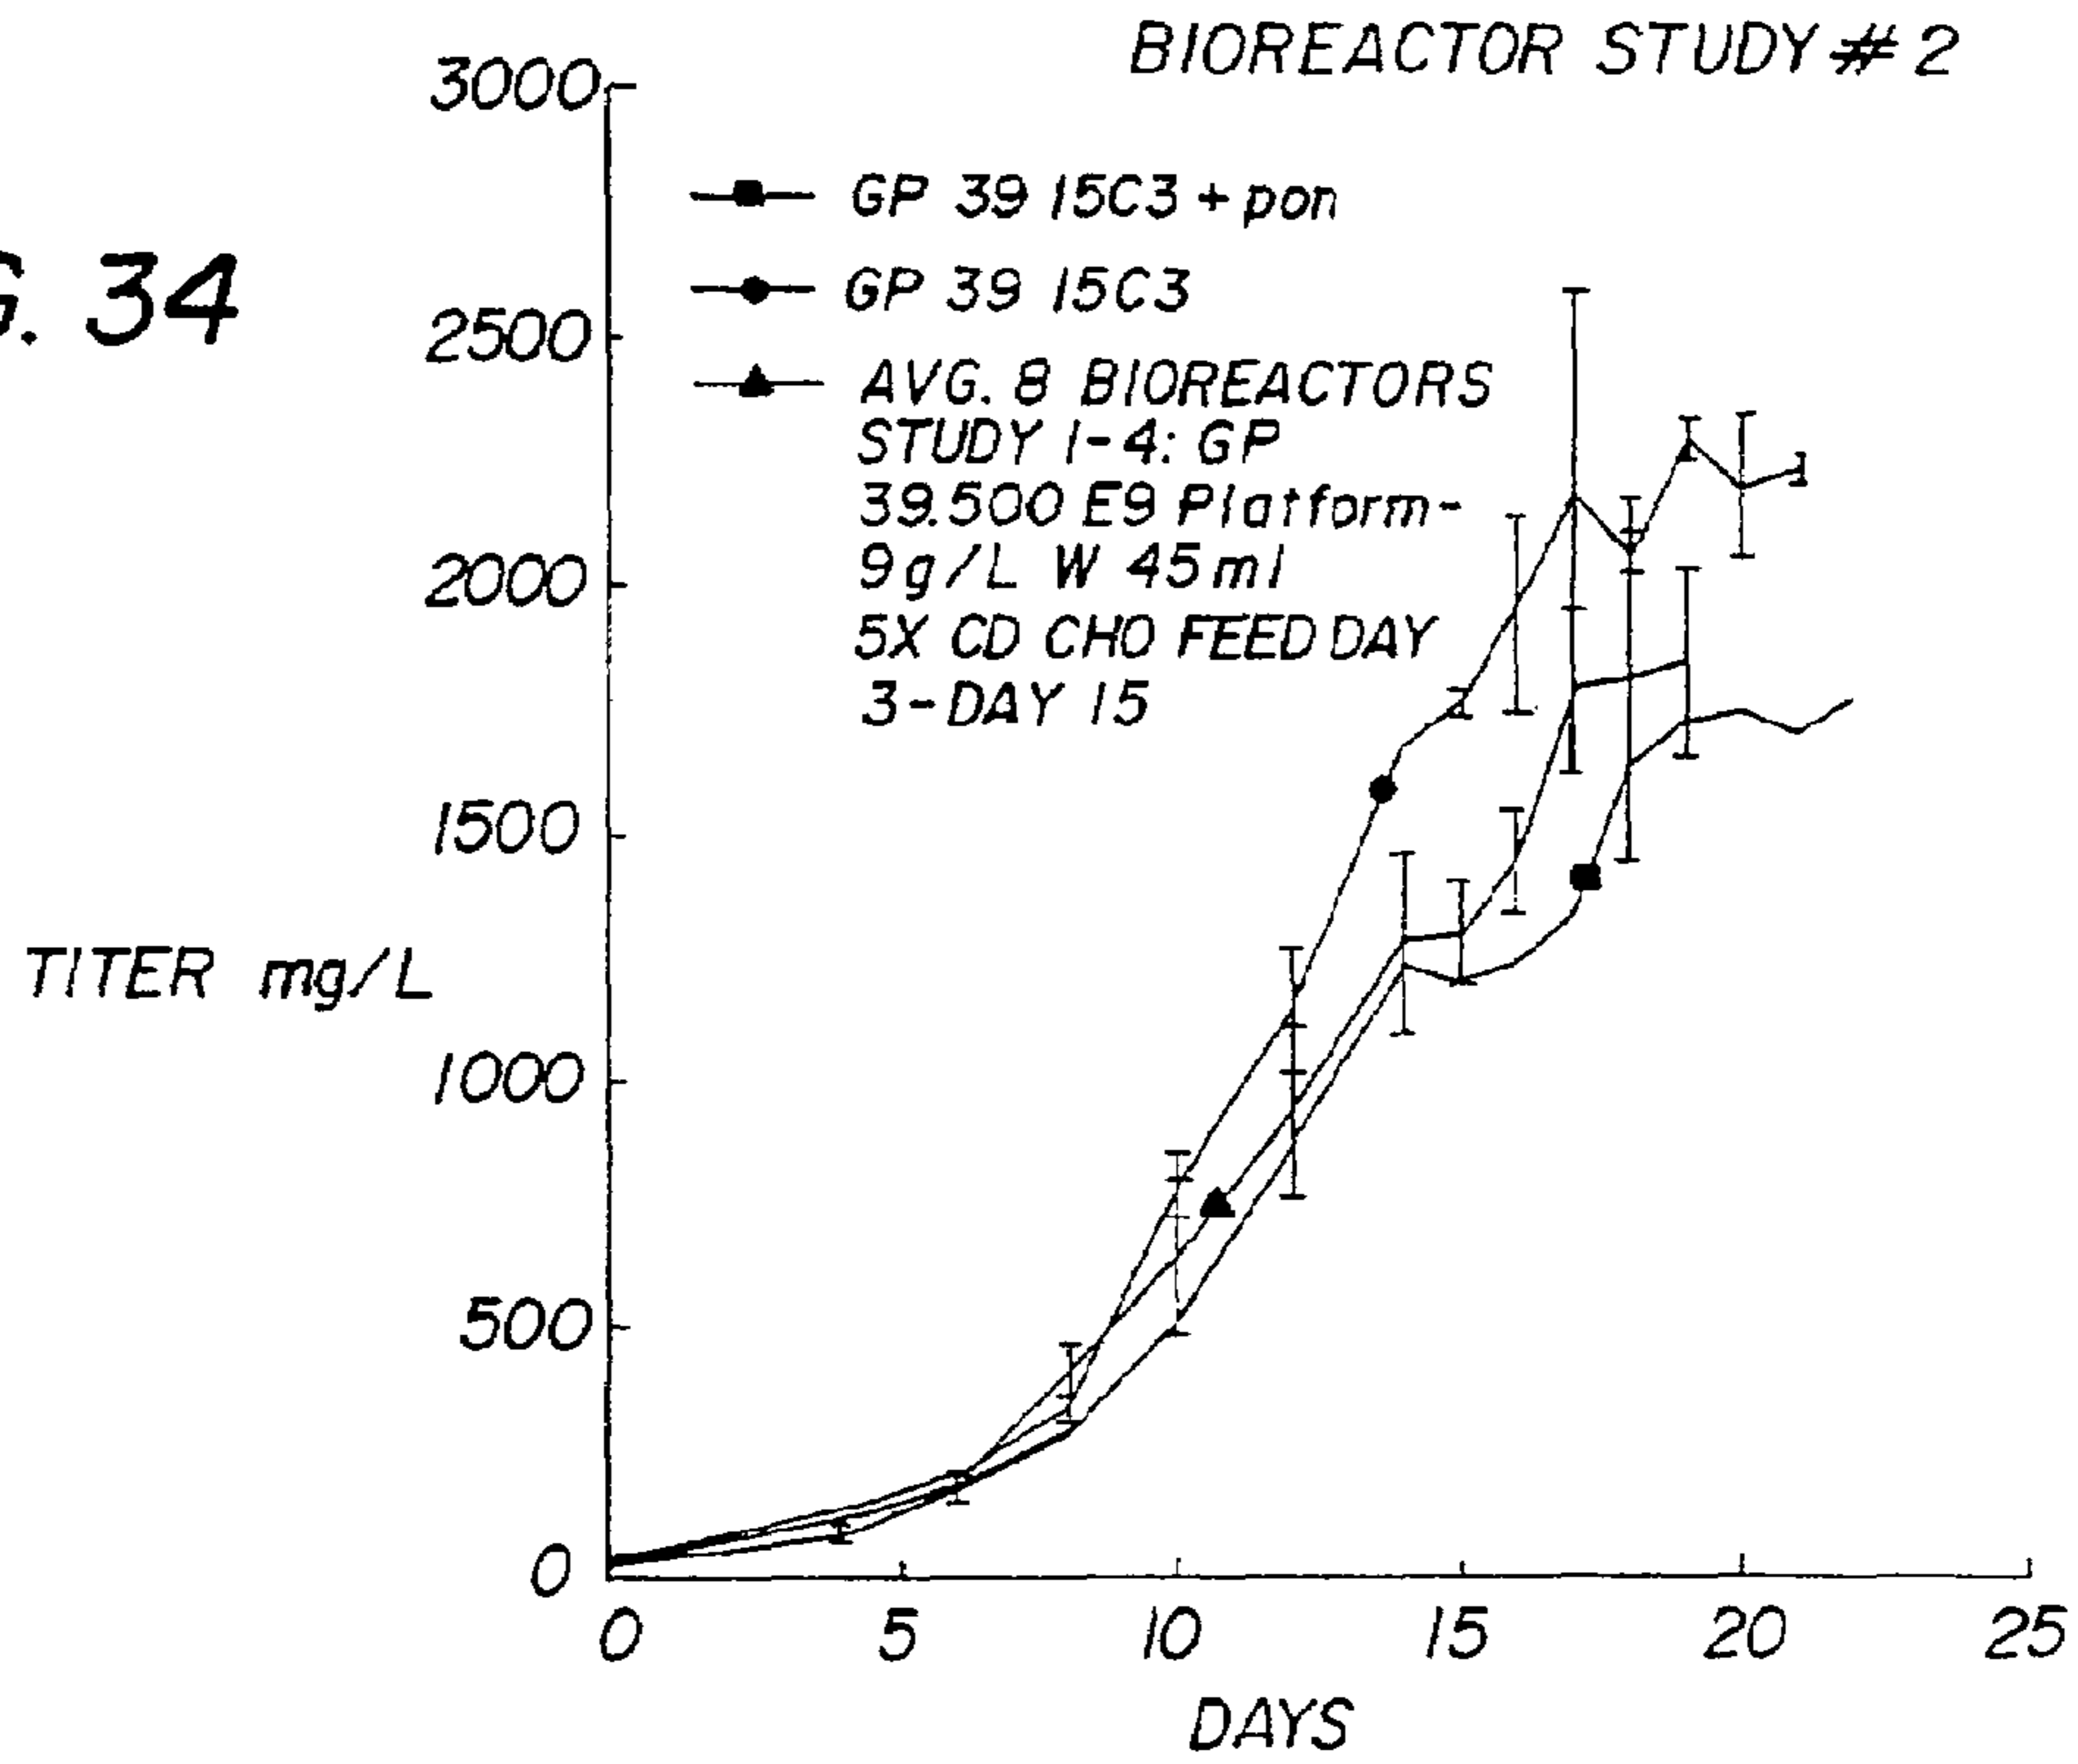 BIOREACTOR STUDY # 2
G. 34
3000
2500
2000
1500
1000
500
0
TITER mg/L
GP 39 15C3 + pon
GP 39 15C3
AVG. 8 BIOREACTORS
STUDY 1-4: GP
39.500 E9 Platform-
9g/L W 45ml
5X CD CHO FEED DAY
3-DAY 15
0 5 10 15 20 25
DAYS